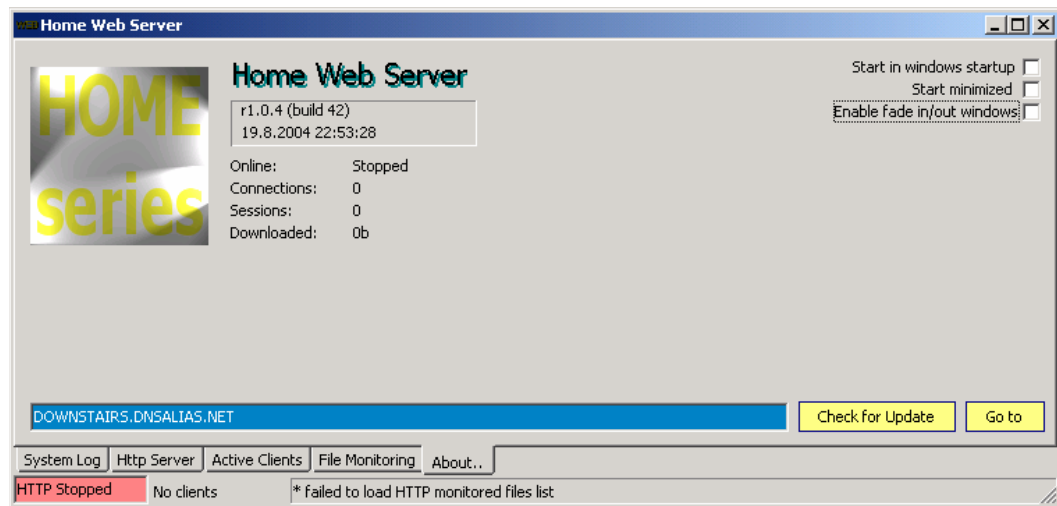 Home Web Server
HOME
series
Home Web Server
r1.0.4 (build 42)
19.8.2004 22:53:28
Online: Stopped
Connections: 0
Sessions: 0
Downloaded: 0b
Start in windows startup
Start minimized
Enable fade in/out windows
DOWNSTAIRS.DNSALIAS.NET
Check for Update
Go to
System Log Http Server Active Clients File Monitoring About..
HTTP Stopped No clients * failed to load HTTP monitored files list